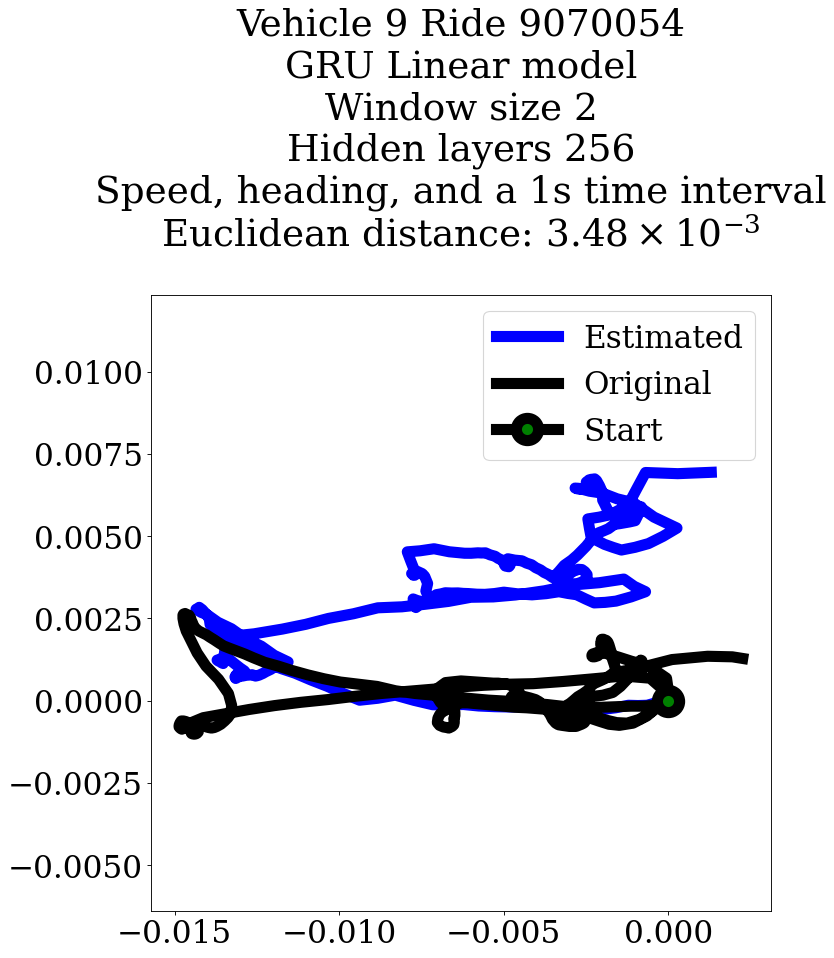 Vehicle 9 Ride 9070054
GRU Linear model
Window size 2
Hidden layers 256
Speed, heading, and a 1s time interval
Euclidean distance: 3.48 × 10⁻³
Estimated
Original
Start
0.0100
0.0075
0.0050
0.0025
0.0000
−0.0025
−0.0050
−0.015 −0.010 −0.005 0.000